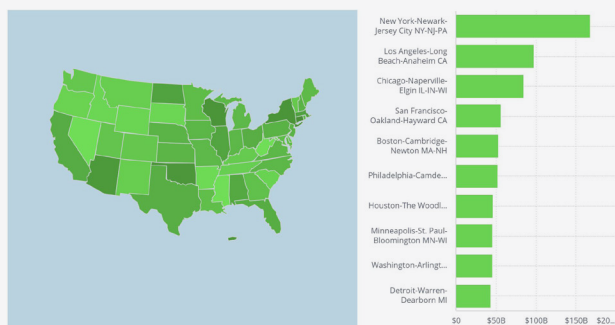 New York-Newark-
Jersey City NY-NJ-PA
Los Angeles-Long
Beach-Anaheim CA
Chicago-Naperville-
Elgin IL-IN-WI
San Francisco-
Oakland-Hayward CA
Boston-Cambridge-
Newton MA-NH
Philadelphia-Camde...
Houston-The Woodl...
Minneapolis-St. Paul-
Bloomington MN-WI
Washington-Arlingt...
Detroit-Warren-
Dearborn MI
$0 $50B $100B $150B $20...